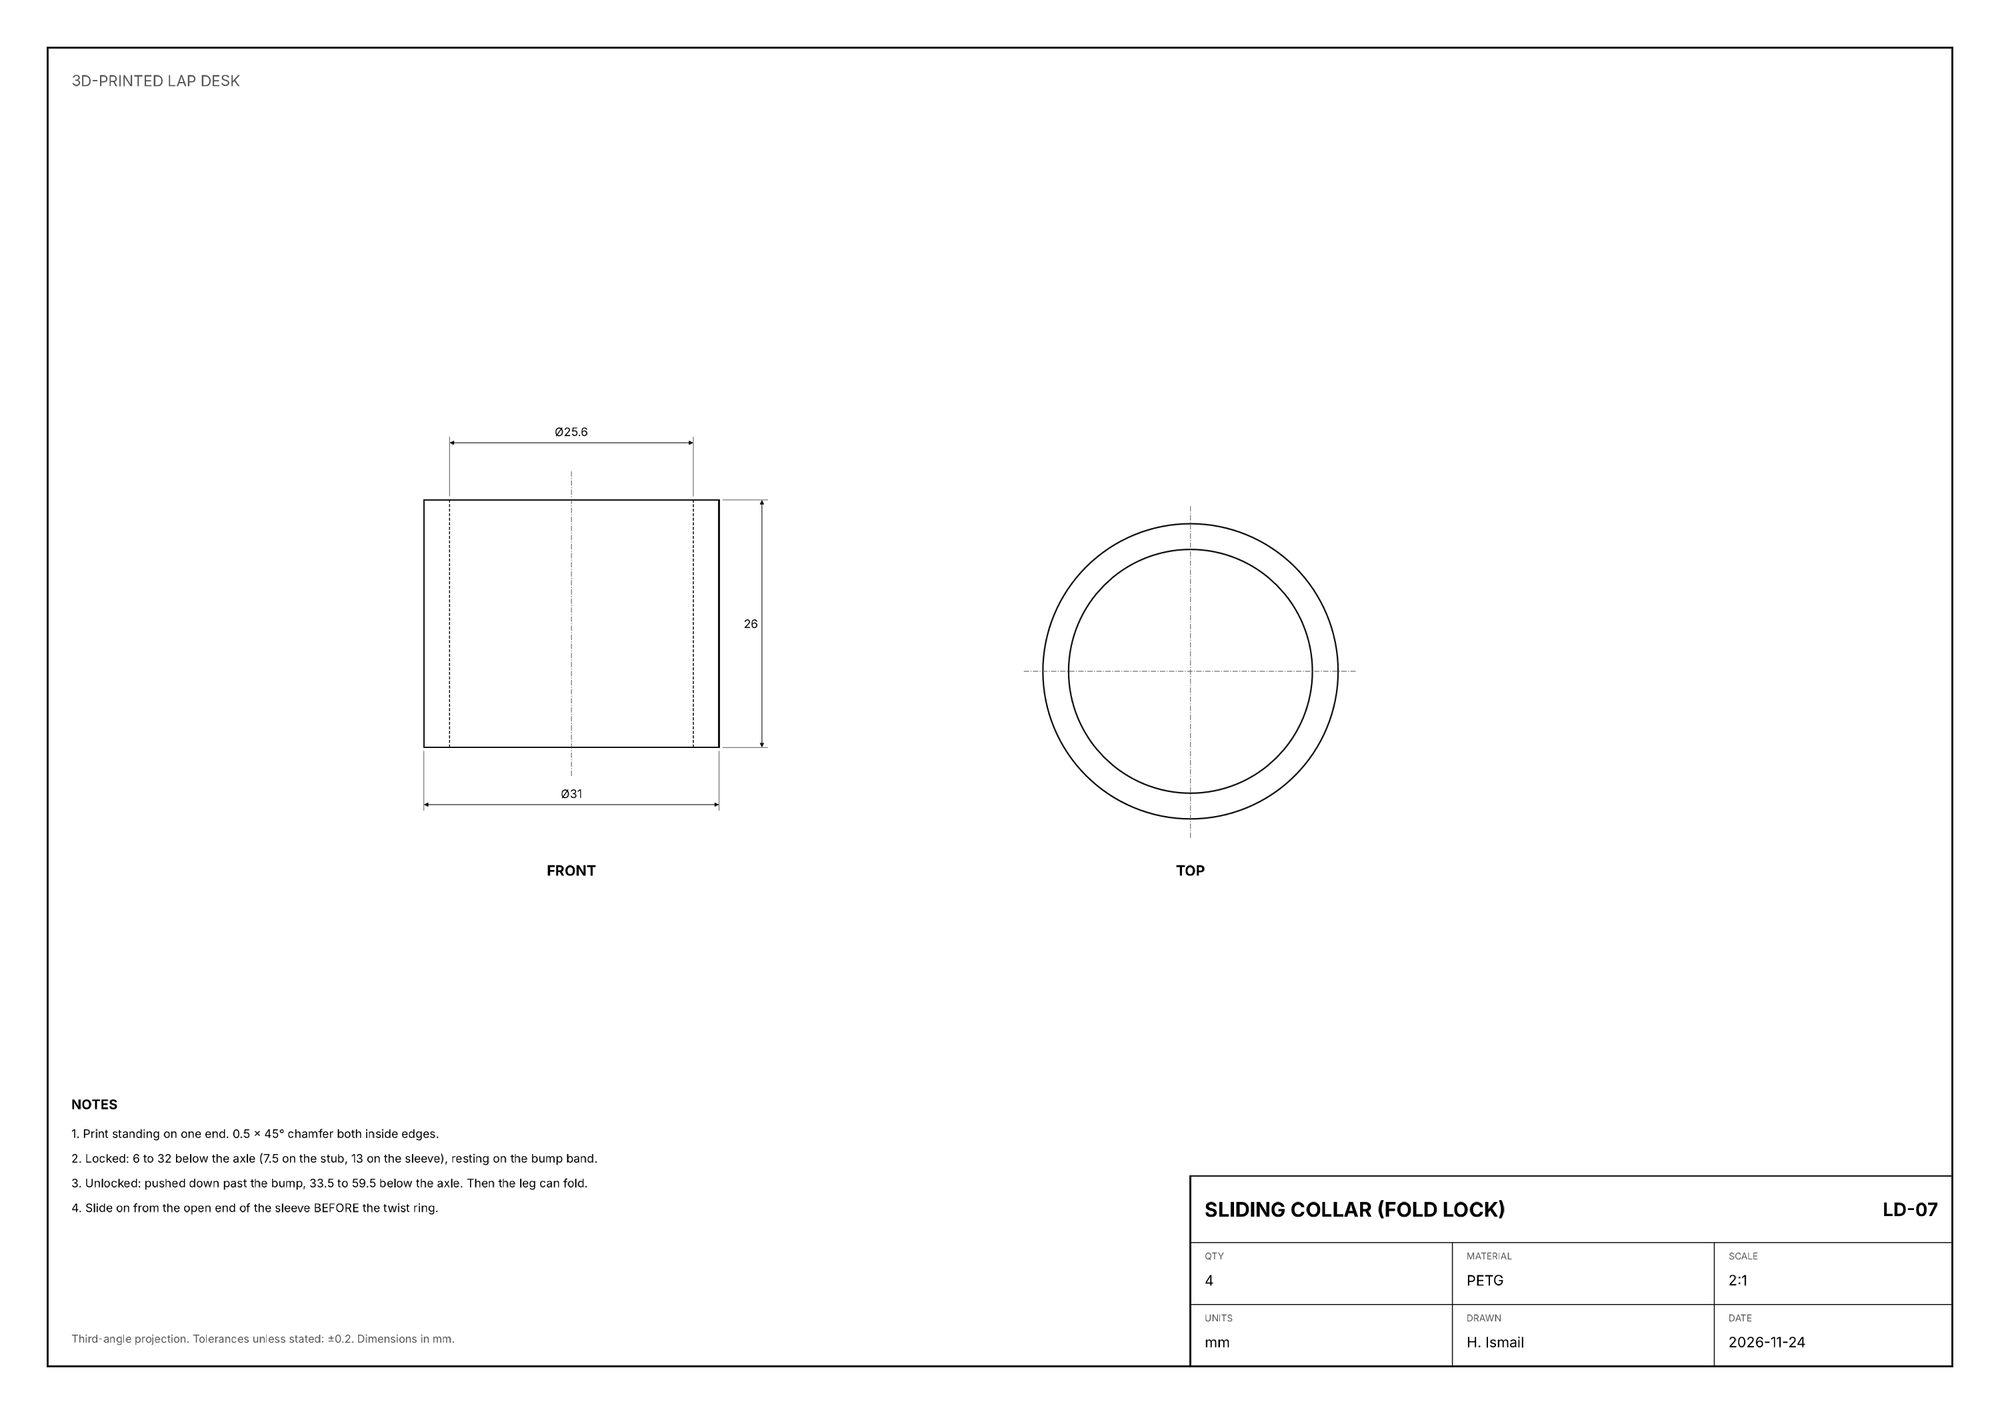 3D-PRINTED LAP DESK
Ø25.6
26
Ø31
FRONT
TOP
NOTES
1. Print standing on one end. 0.5 × 45° chamfer both inside edges.
2. Locked: 6 to 32 below the axle (7.5 on the stub, 13 on the sleeve), resting on the bump band.
3. Unlocked: pushed down past the bump, 33.5 to 59.5 below the axle. Then the leg can fold.
4. Slide on from the open end of the sleeve BEFORE the twist ring.
Third-angle projection. Tolerances unless stated: ±0.2. Dimensions in mm.
SLIDING COLLAR (FOLD LOCK) LD-07
QTY MATERIAL SCALE
4 PETG 2:1
UNITS DRAWN DATE
mm H. Ismail 2026-11-24